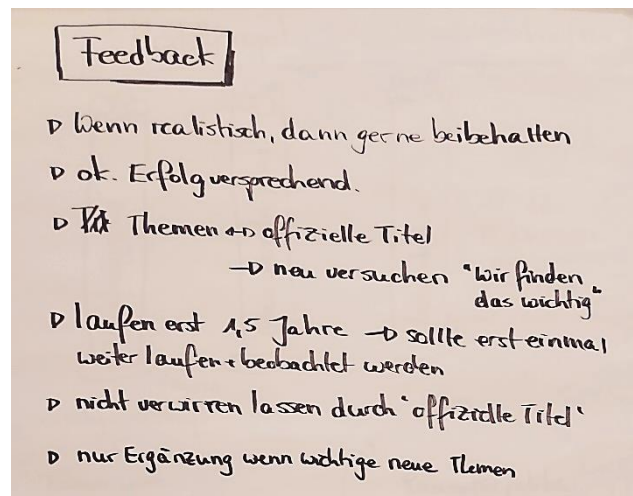 Feedback
▷ Wenn realistisch, dann gerne beibehalten
▷ ok. Erfolgversprechend.
▷ Themen ↔ offizielle Titel
→ neu versuchen "wir finden
das wichtig"
▷ laufen erst 1,5 Jahre → sollte erst einmal
weiter laufen + beobachtet werden
▷ nicht verwirren lassen durch "offizielle Titel"
▷ nur Ergänzung wenn wichtige neue Themen